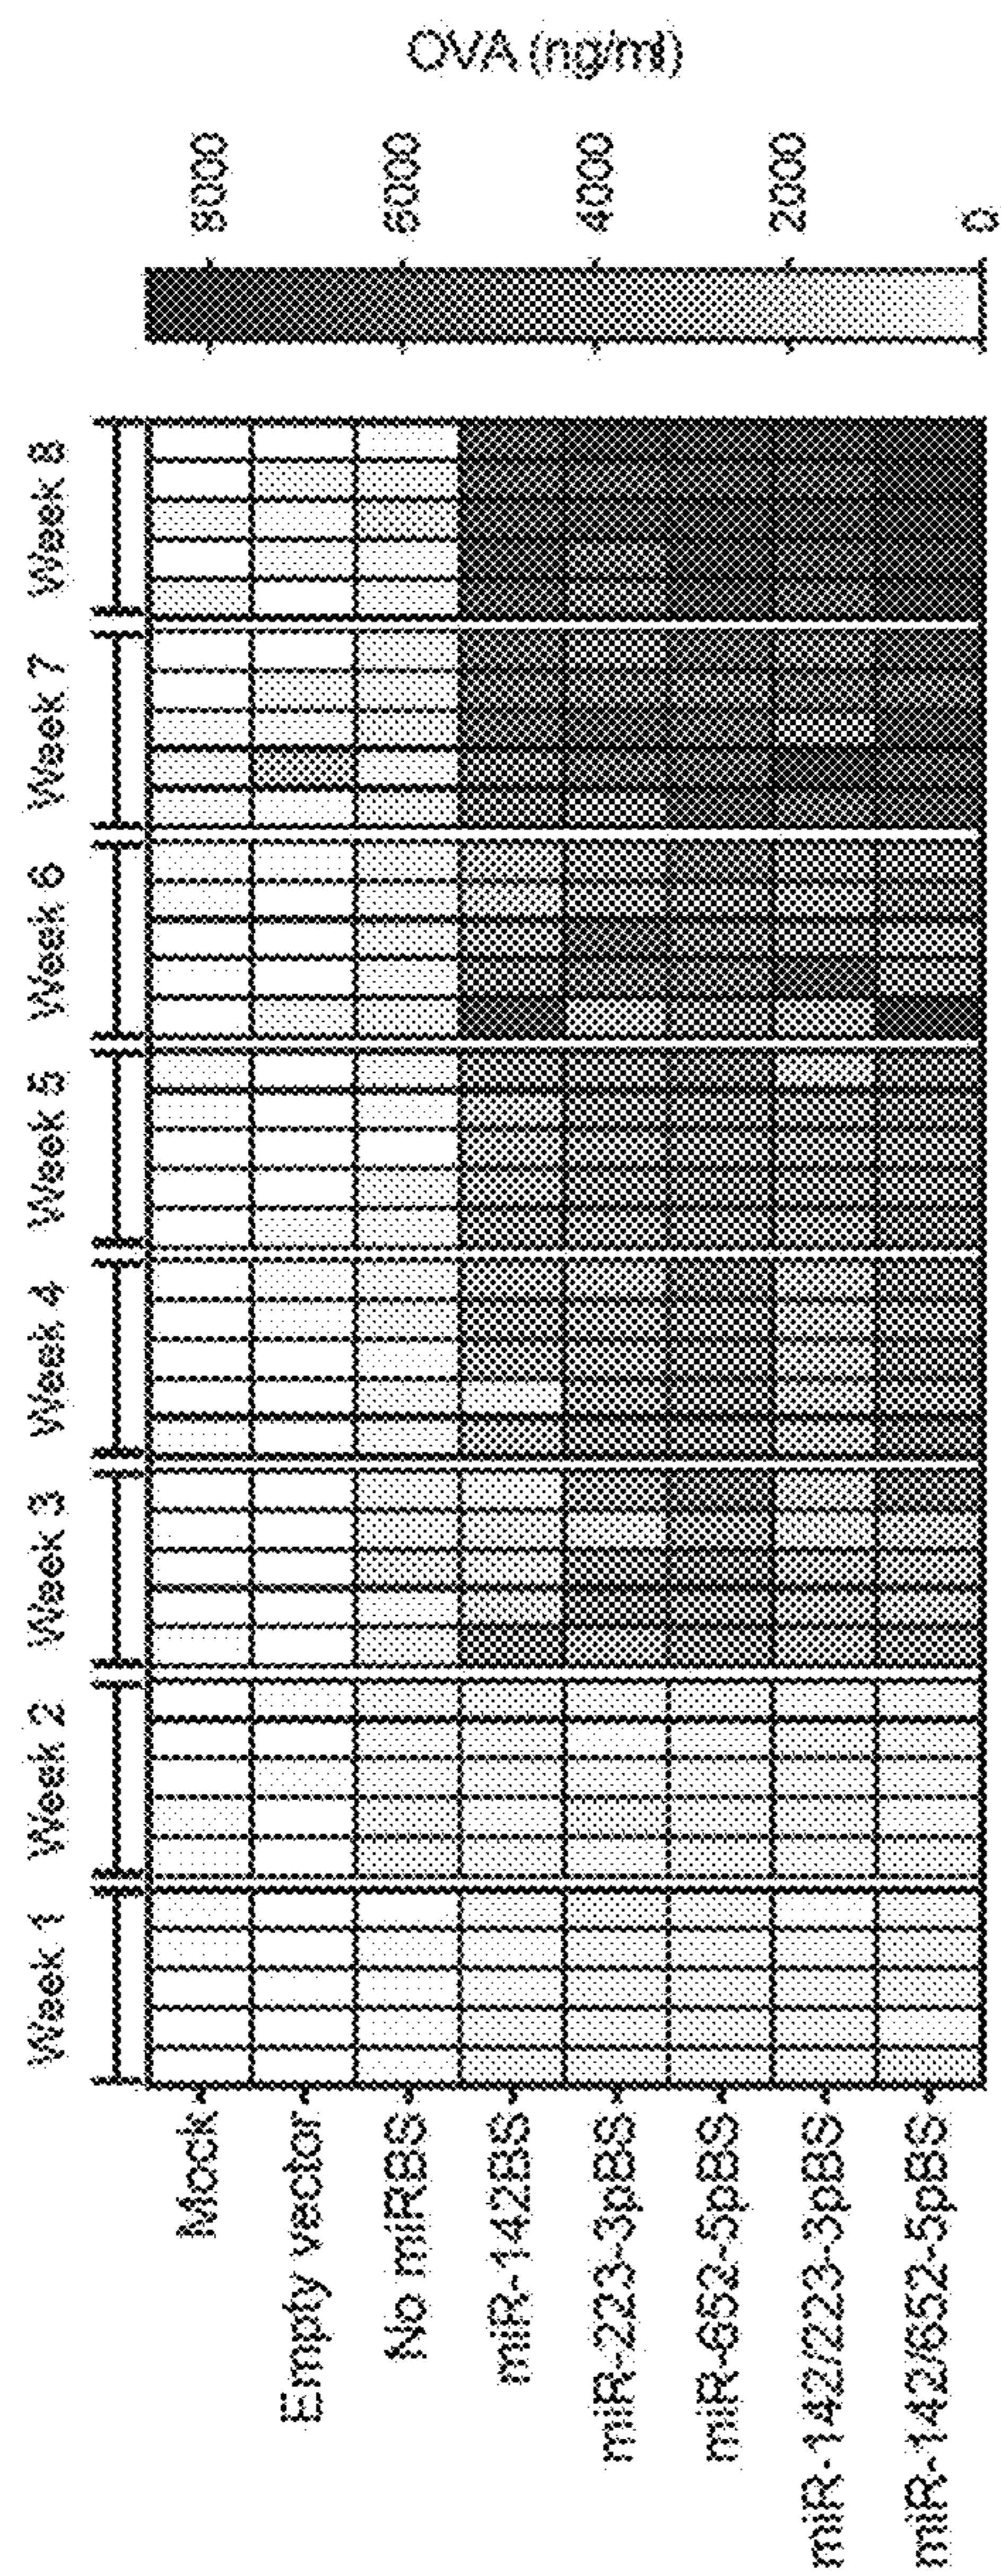 Week 1
Week 2
Week 3
Week 4
Week 5
Week 6
Week 7
Week 8
Mock
Empty vector
No miRBS
miR-142BS
miR-223-3pBS
miR-652-5pBS
miR-142/223-3pBS
miR-142/652-5pBS
8000
6000
4000
2000
0
OVA (ng/ml)